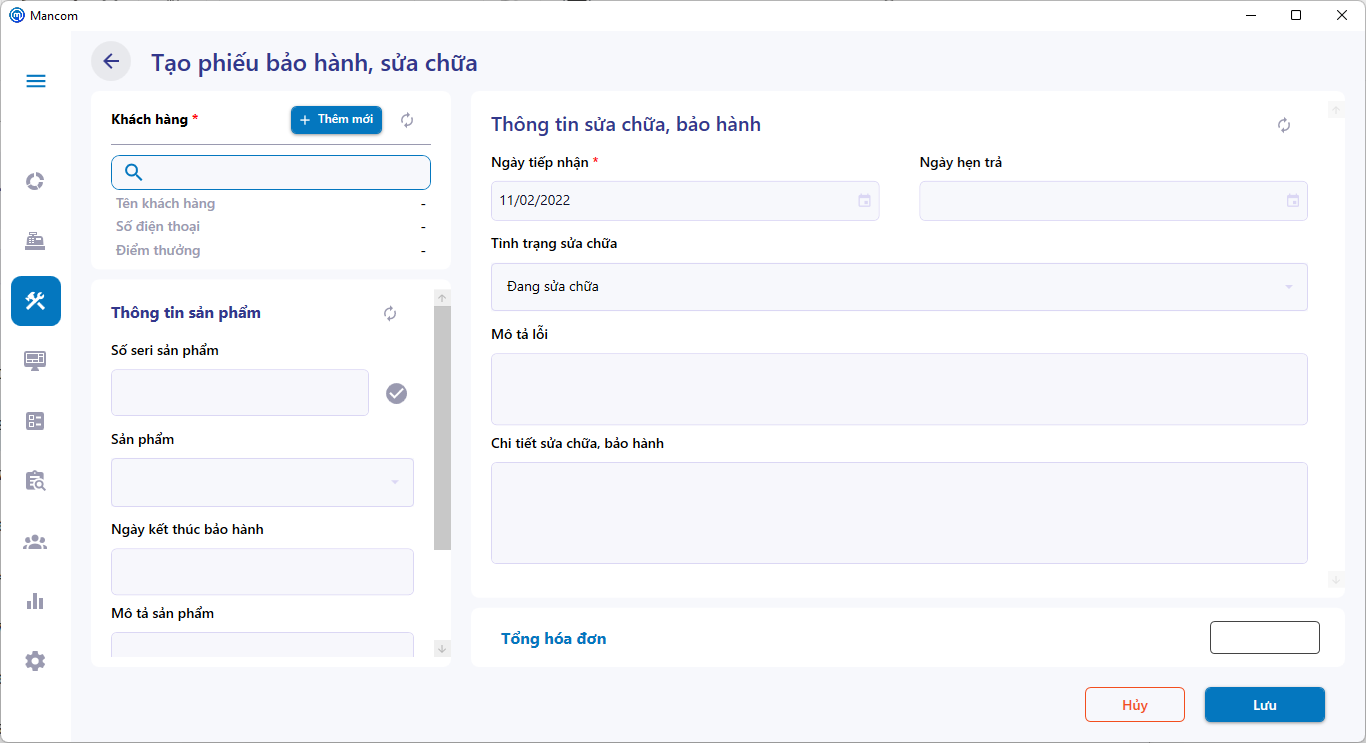 Mancom
Tạo phiếu bảo hành, sửa chữa
Khách hàng *
+ Thêm mới
Tên khách hàng -
Số điện thoại -
Điểm thưởng -
Thông tin sản phẩm
Số seri sản phẩm
Sản phẩm
Ngày kết thúc bảo hành
Mô tả sản phẩm
Thông tin sửa chữa, bảo hành
Ngày tiếp nhận *
Ngày hẹn trả
11/02/2022
Tình trạng sửa chữa
Đang sửa chữa
Mô tả lỗi
Chi tiết sửa chữa, bảo hành
Tổng hóa đơn
Hủy
Lưu